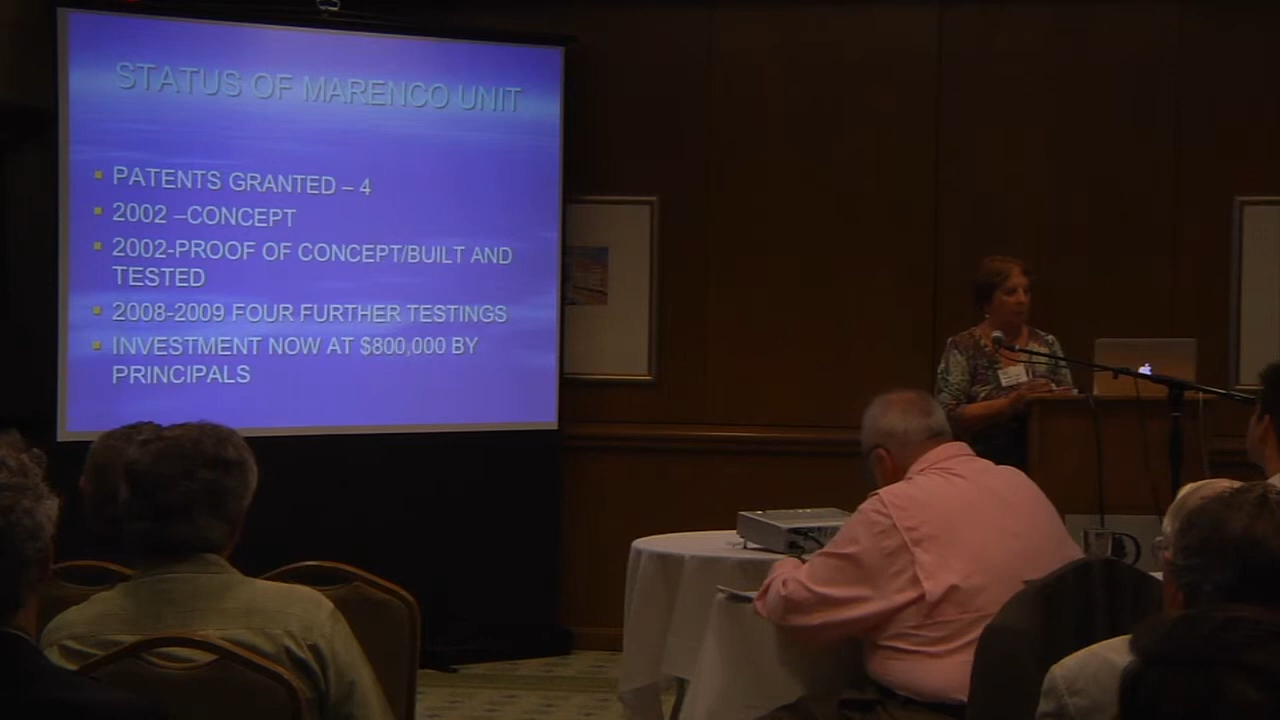 STATUS OF MARENCO UNIT
PATENTS GRANTED – 4
2002 –CONCEPT
2002-PROOF OF CONCEPT/BUILT AND
TESTED
2008-2009 FOUR FURTHER TESTINGS
INVESTMENT NOW AT $800,000 BY
PRINCIPALS